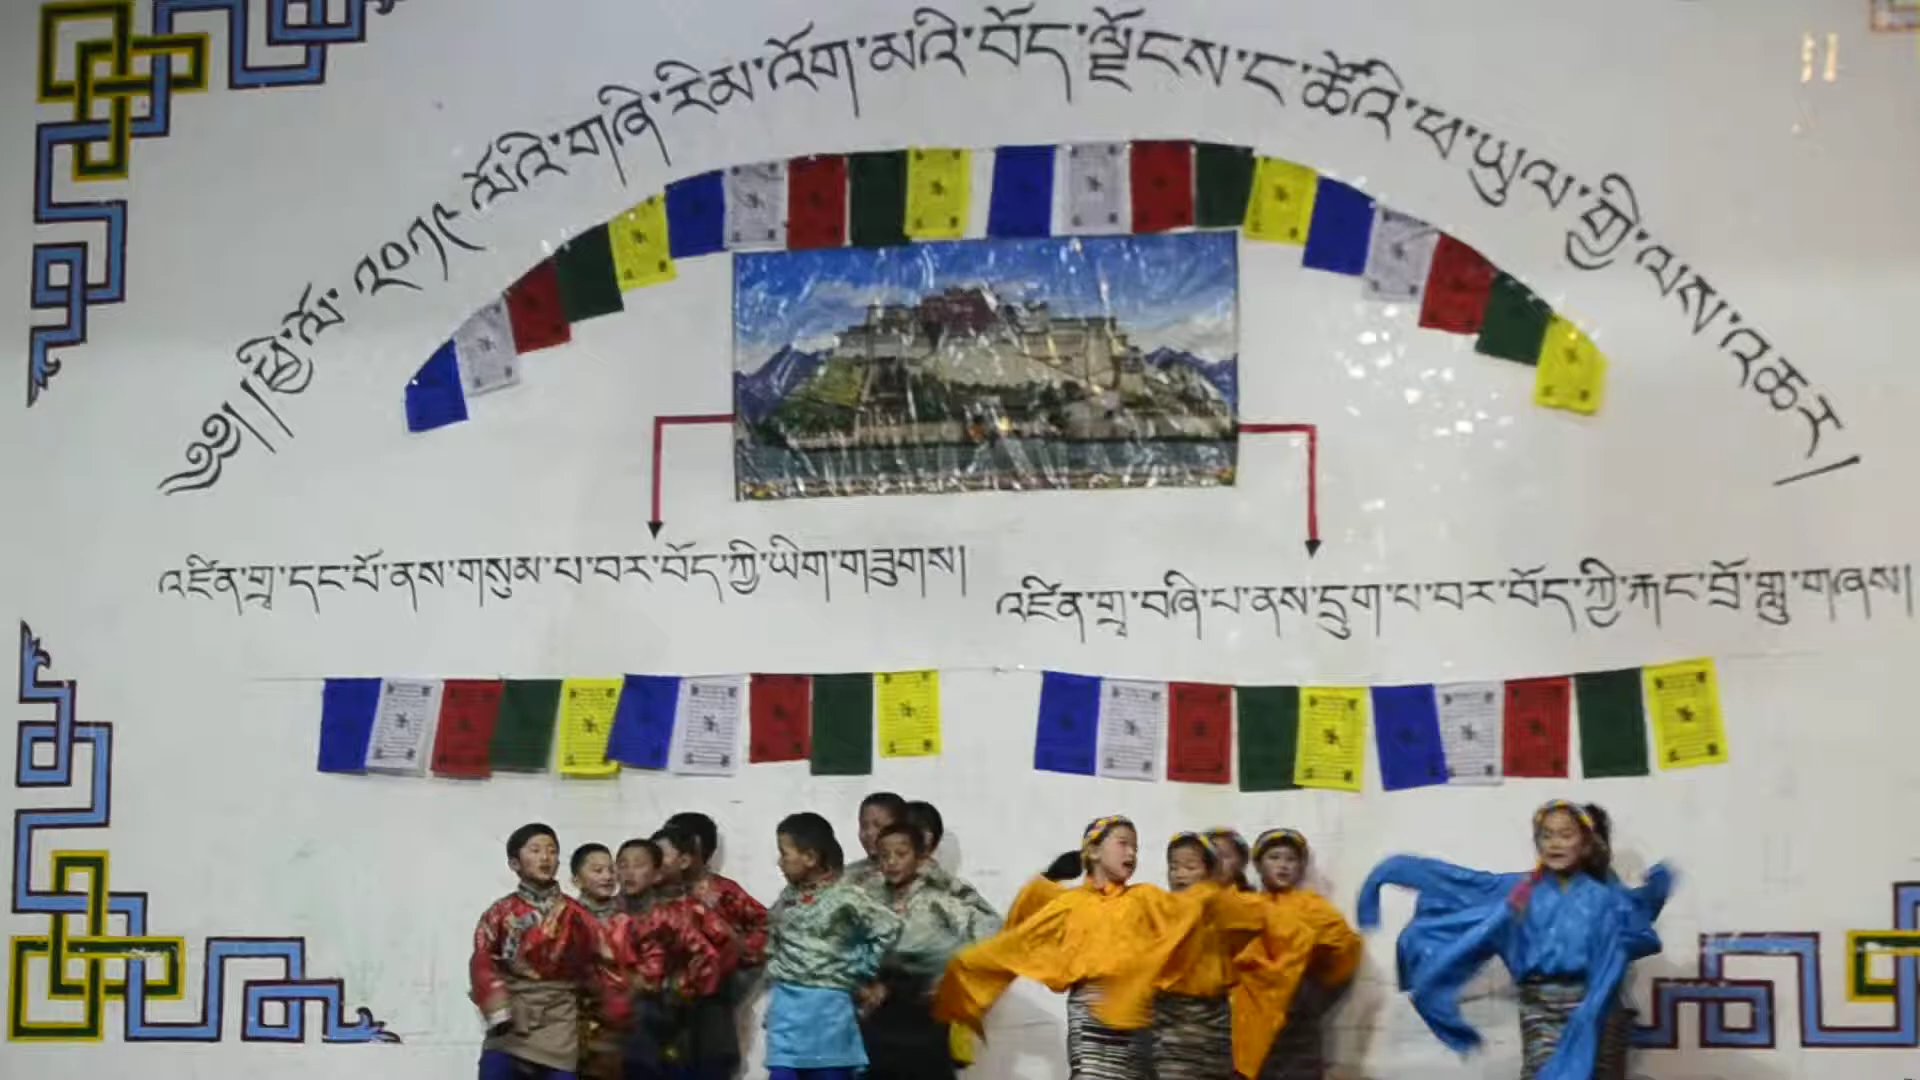 ༄༅། །ཕྱི་ལོ་ ༢༠༡༩ ལོའི་གཞི་རིམ་འོག་མའི་བོད་ལྗོངས་ང་ཚོའི་ཕ་ཡུལ་གྱི་ལས་འཆར།
འཛིན་གྲྭ་དང་པོ་ནས་གསུམ་པ་བར་བོད་ཀྱི་ཡིག་གཟུགས།
འཛིན་གྲྭ་བཞི་པ་ནས་དྲུག་པ་བར་བོད་ཀྱི་རྐང་བྲོ་གླུ་གཞས།